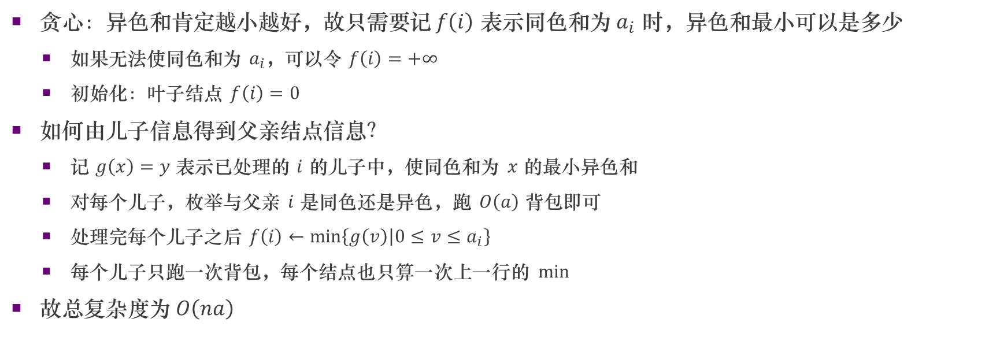 贪心：异色和肯定越小越好，故只需要记 f(i) 表示同色和为 a_i 时，异色和最小可以是多少
如果无法使同色和为 a_i，可以令 f(i) = +∞
初始化：叶子结点 f(i) = 0
如何由儿子信息得到父亲结点信息？
记 g(x) = y 表示已处理的 i 的儿子中，使同色和为 x 的最小异色和
对每个儿子，枚举与父亲 i 是同色还是异色，跑 O(a) 背包即可
处理完每个儿子之后 f(i) ← min{g(v)|0 ≤ v ≤ a_i}
每个儿子只跑一次背包，每个结点也只算一次上一行的 min
故总复杂度为 O(na)